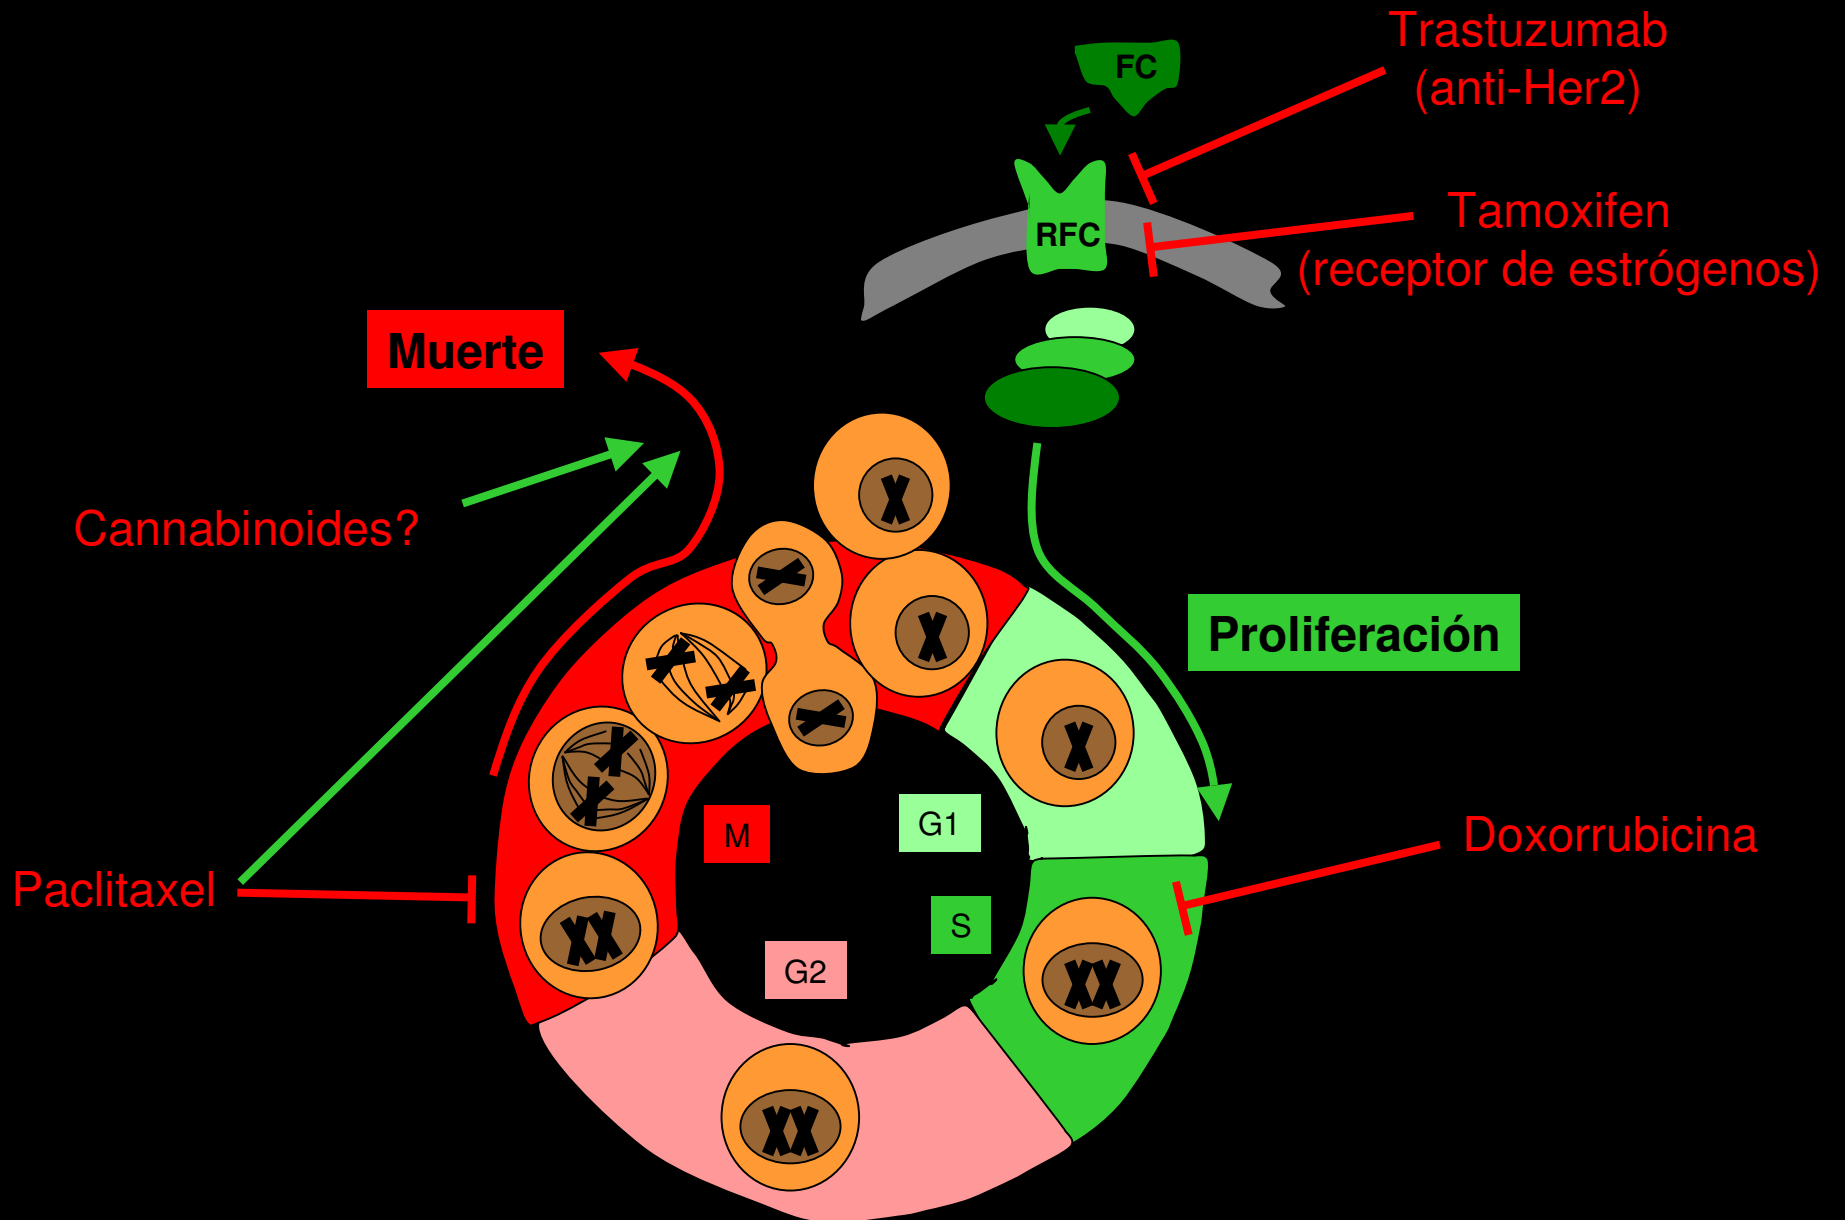 Trastuzumab
(anti-Her2)
FC
RFC
Tamoxifen
(receptor de estrógenos)
Muerte
Cannabinoides?
Proliferación
M
G1
Doxorrubicina
Paclitaxel
S
G2